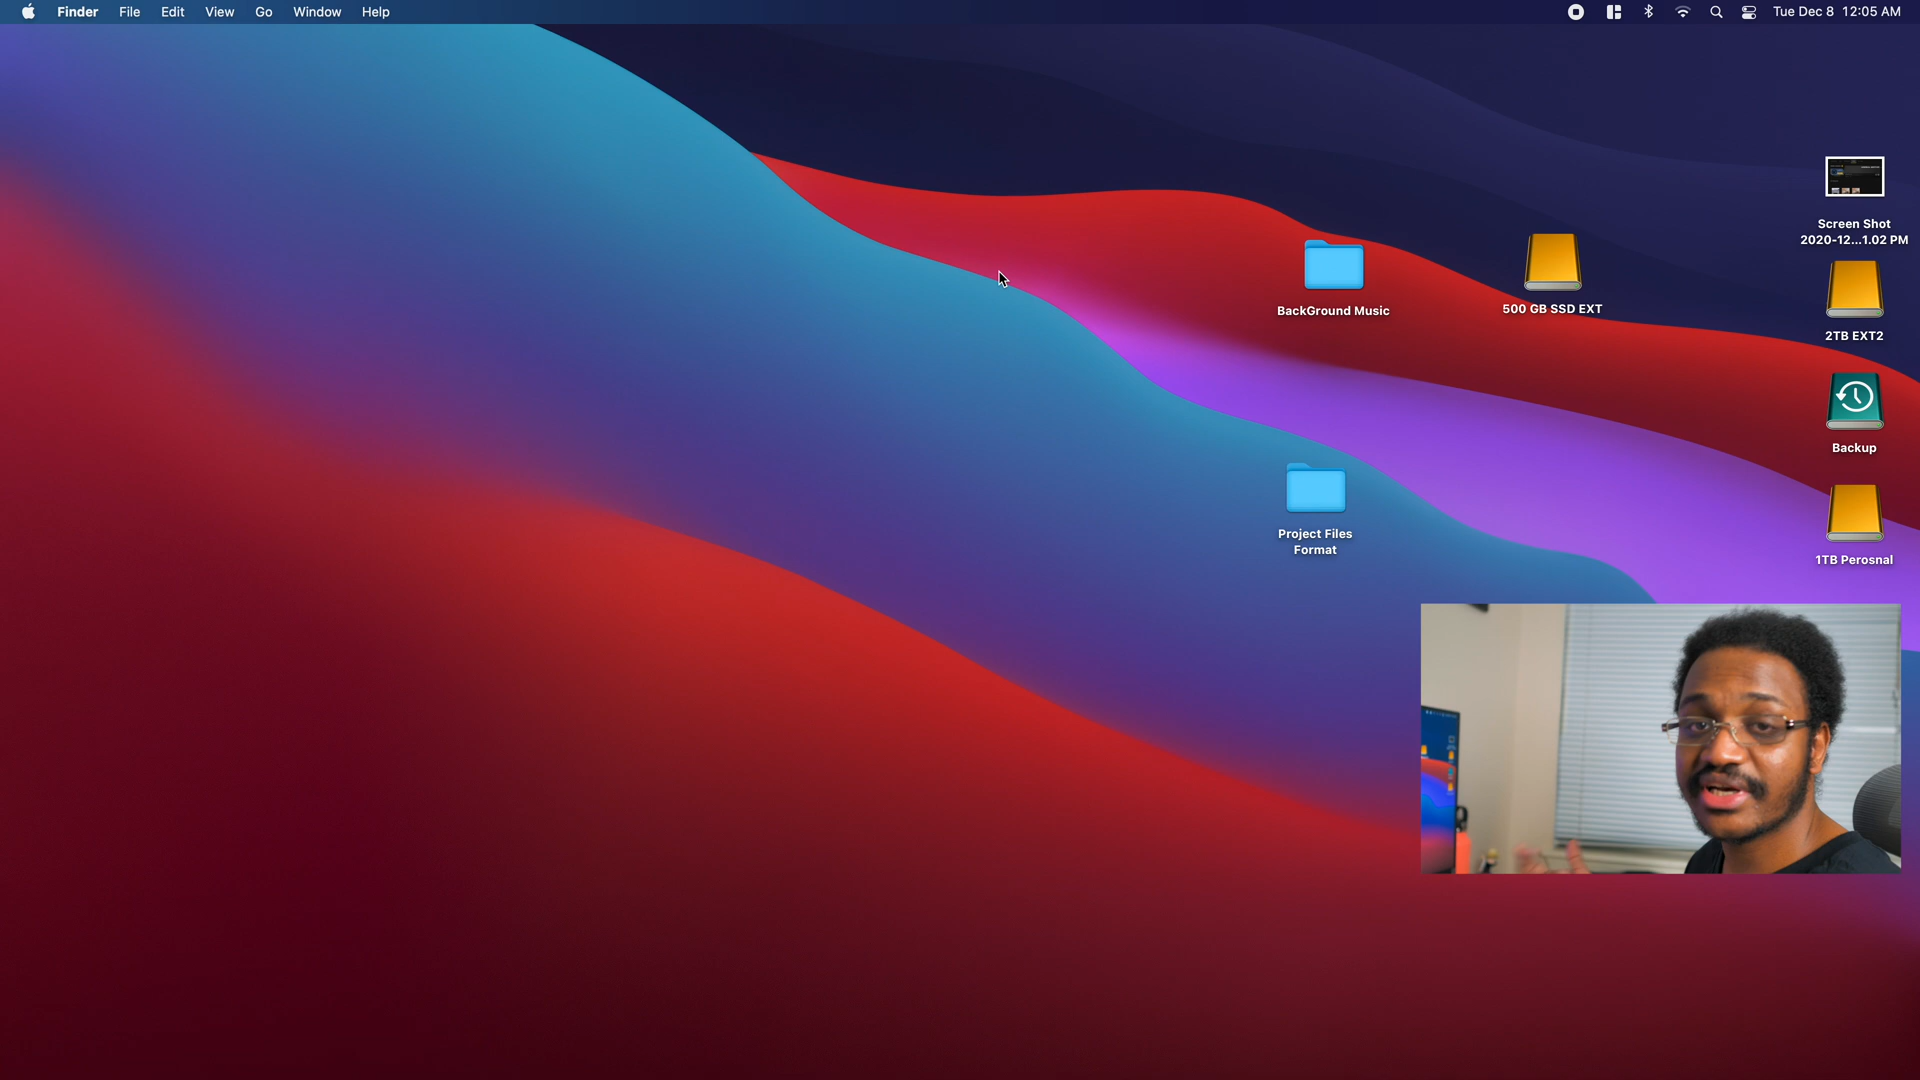 Finder File Edit View Go Window Help
Tue Dec 8 12:05 AM
Screen Shot
2020-12...1.02 PM
BackGround Music
500 GB SSD EXT
2TB EXT2
Backup
Project Files
Format
1TB Perosnal